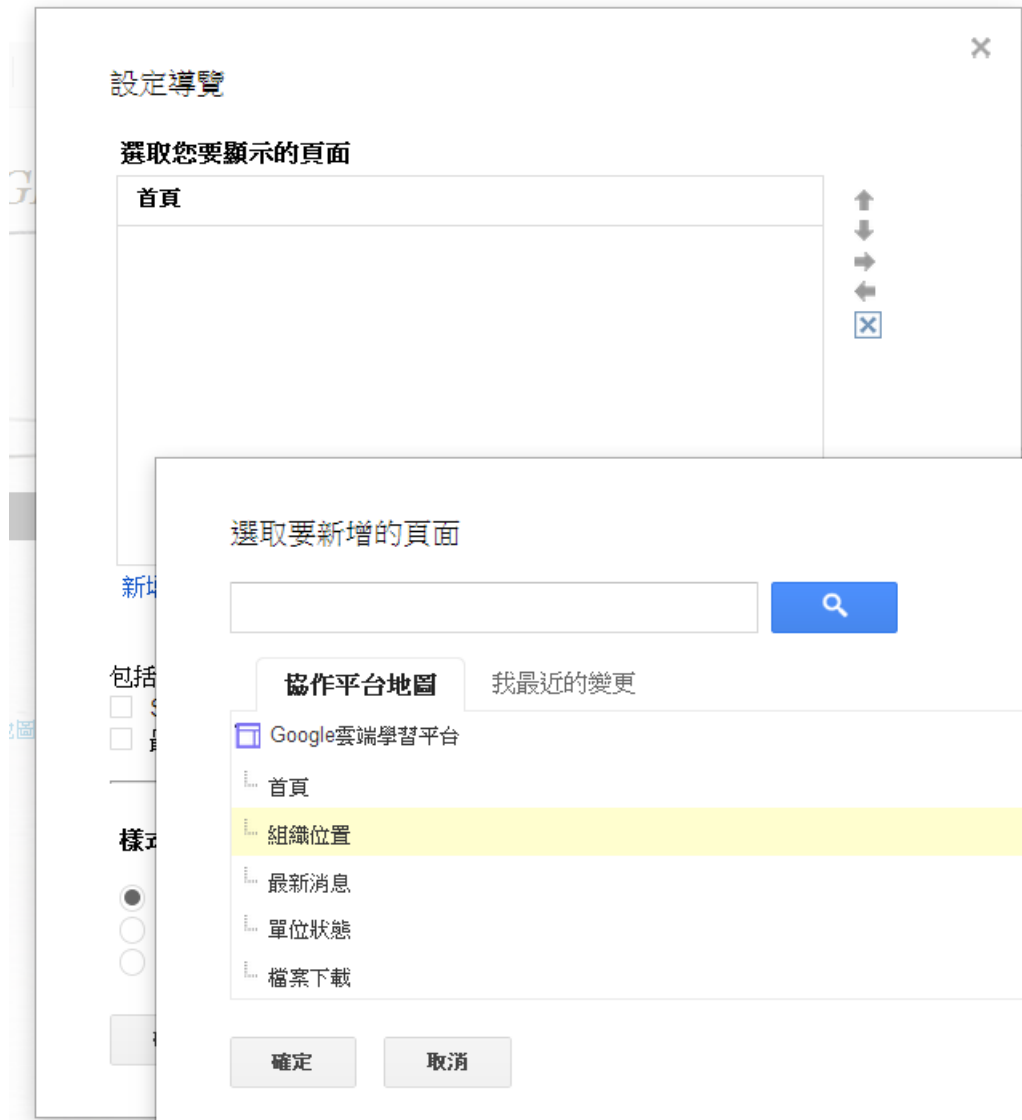 設定導覽
選取您要顯示的頁面
首頁
選取要新增的頁面
新增
包括
協作平台地圖 我最近的變更
Google雲端學習平台
首頁
組織位置
最新消息
單位狀態
檔案下載
確定 取消